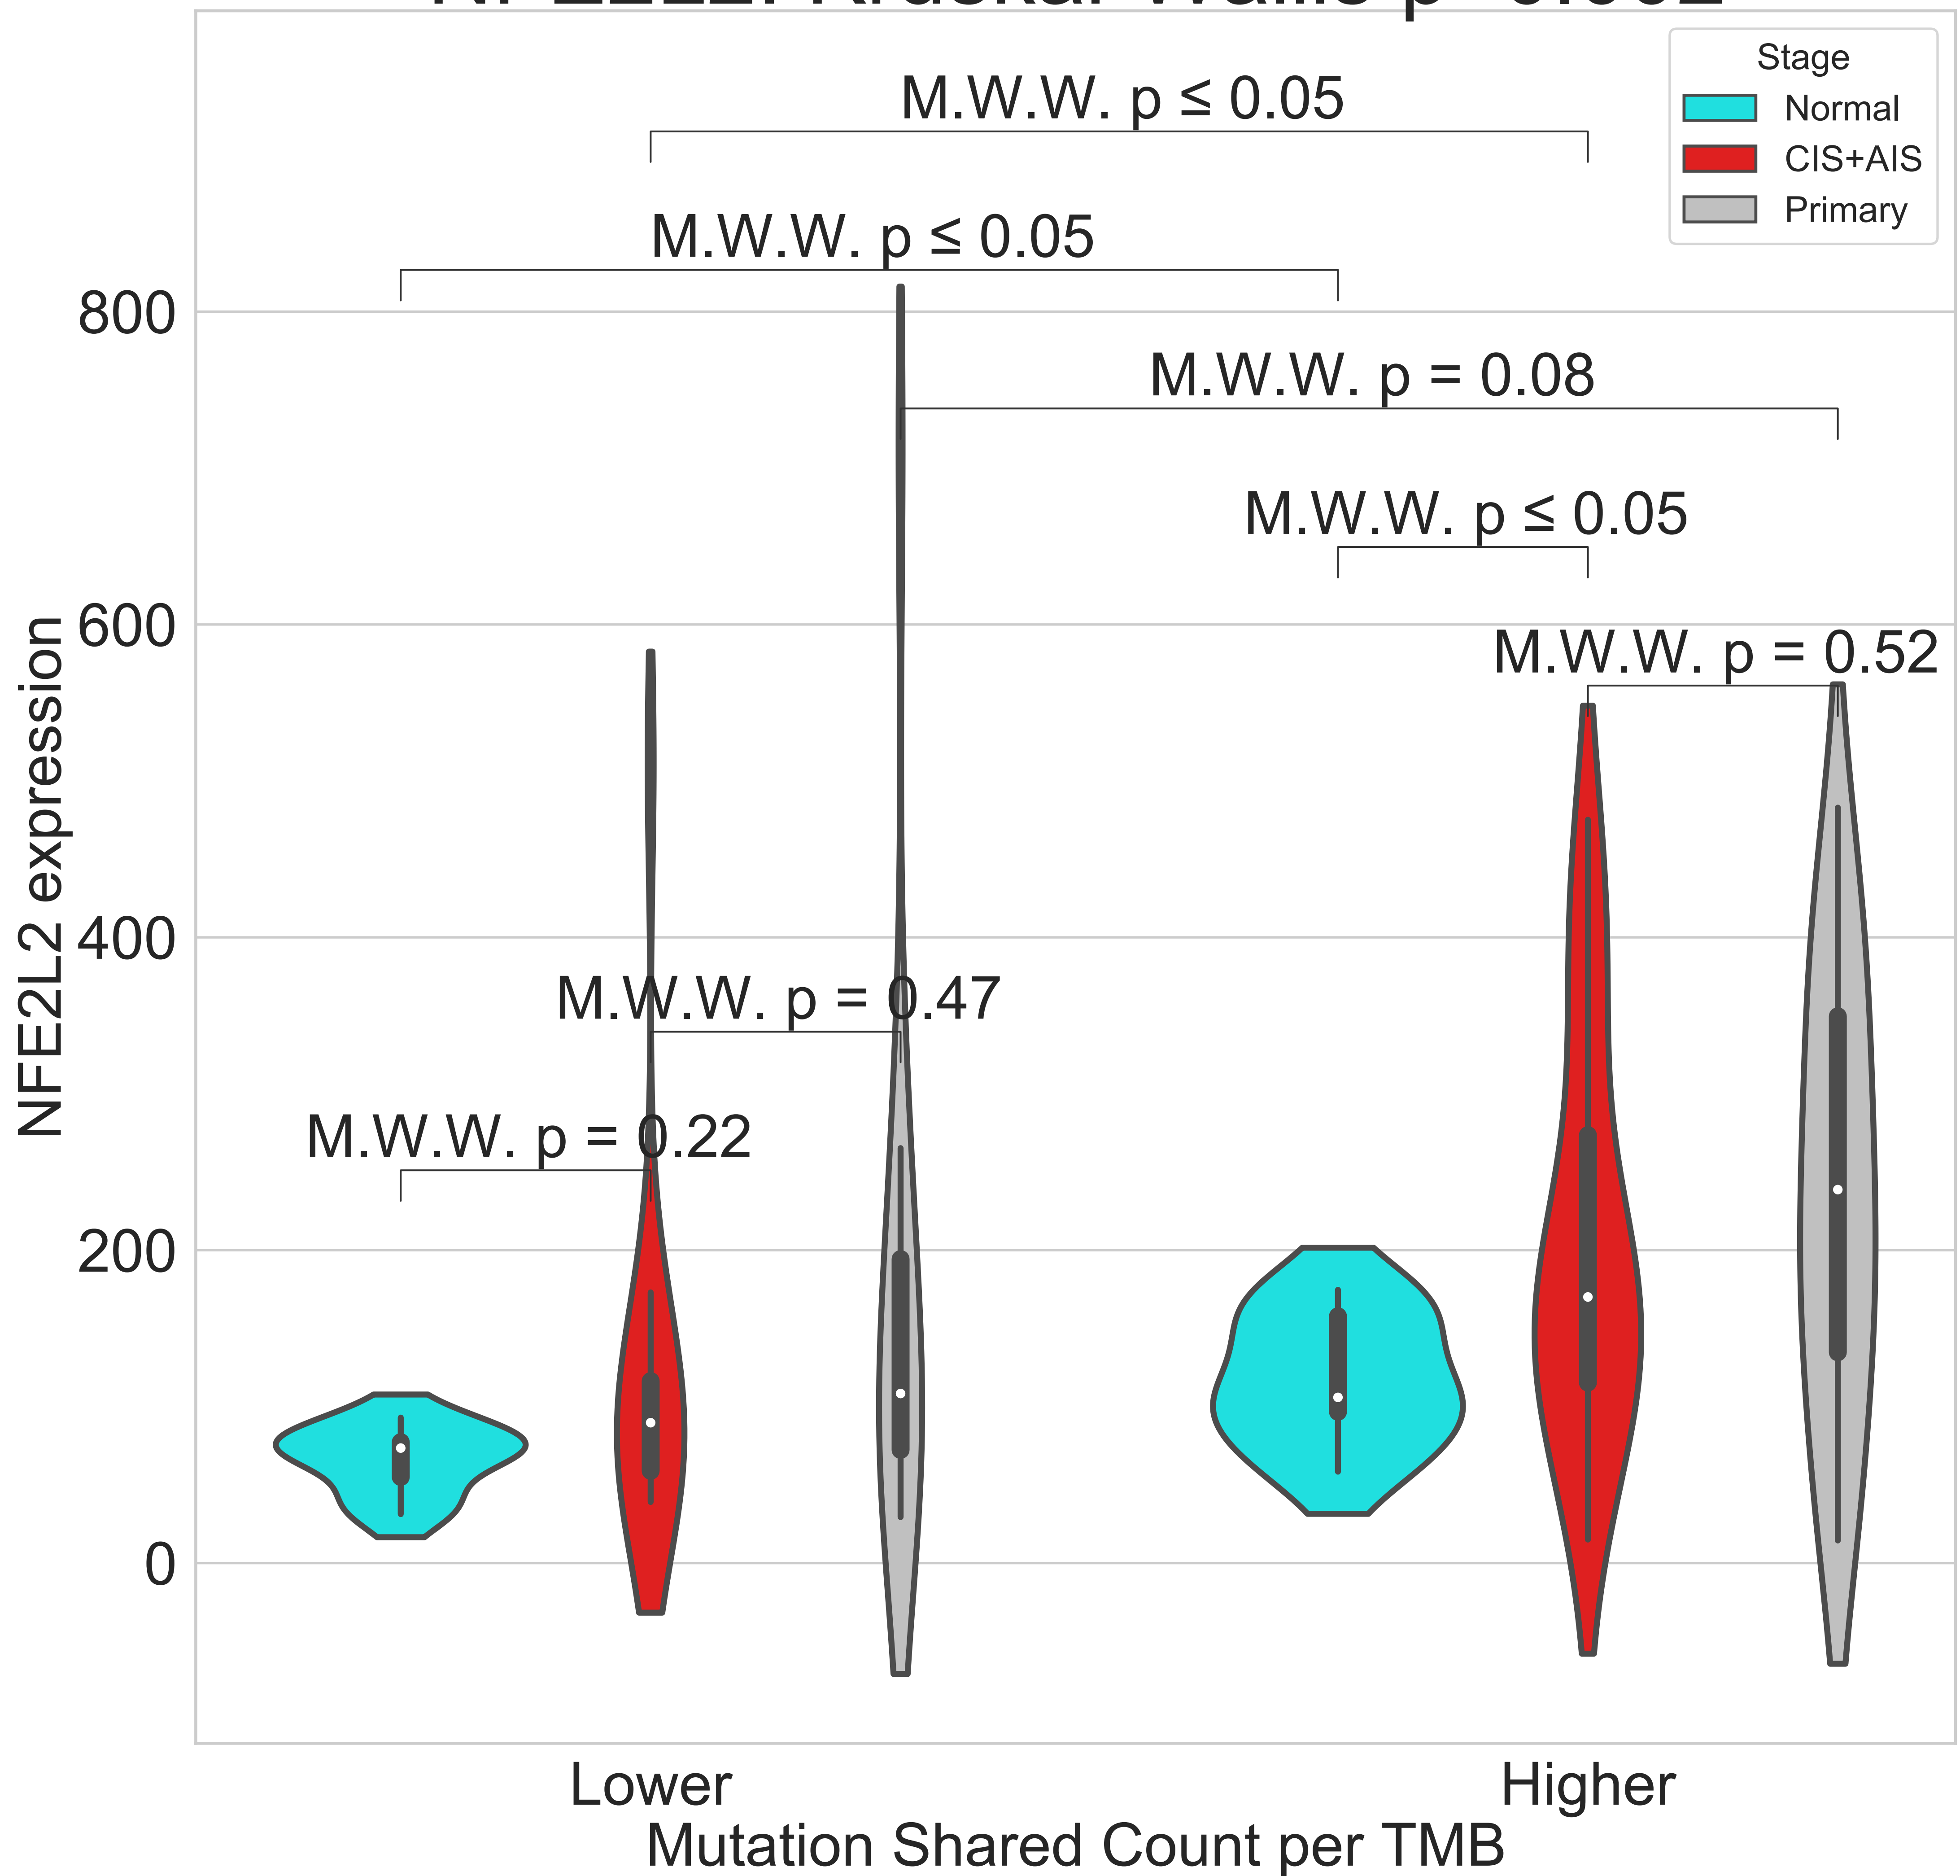 Stage
Normal
CIS+AIS
Primary
M.W.W. p ≤ 0.05
M.W.W. p ≤ 0.05
M.W.W. p = 0.08
M.W.W. p ≤ 0.05
M.W.W. p = 0.52
M.W.W. p = 0.47
M.W.W. p = 0.22
800
600
400
200
0
NFE2L2 expression
Lower
Higher
Mutation Shared Count per TMB